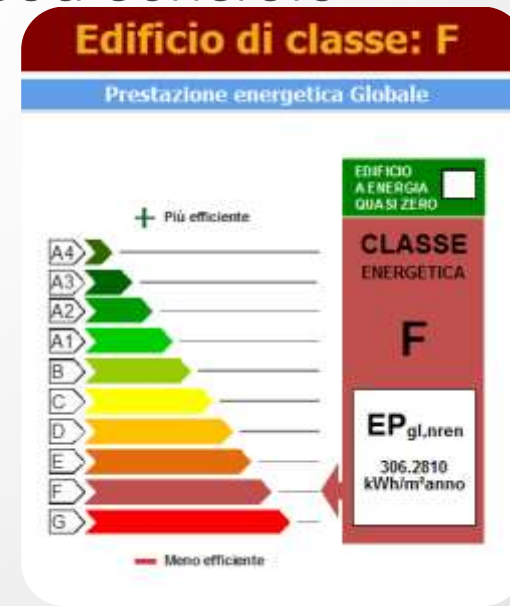 Edificio di classe: F
Prestazione energetica Globale
EDIFICIO
A ENERGIA
QUASI ZERO
+ Più efficiente
CLASSE
ENERGETICA
F
A4
A3
A2
A1
B
C
D
E
F
G
EPgl,nren
306.2810
kWh/m²anno
Meno efficiente